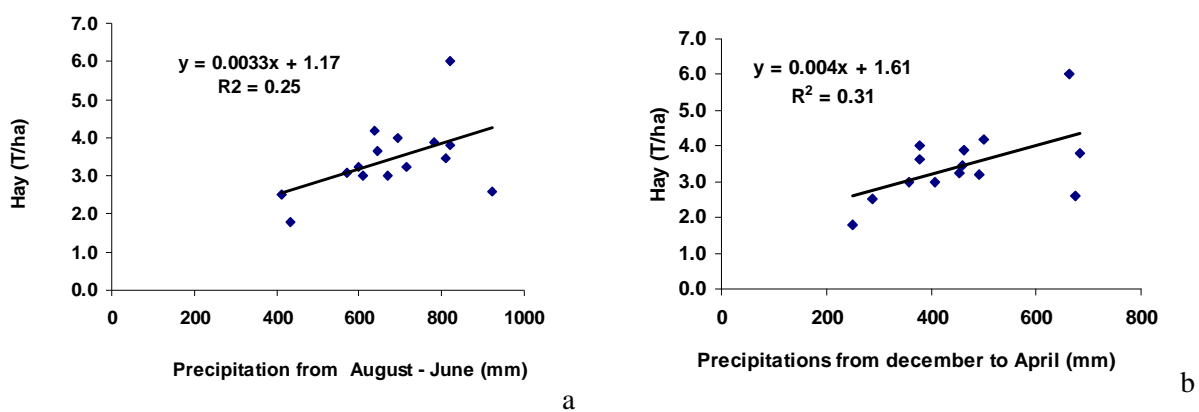 7.0
6.0
5.0
4.0
3.0
2.0
1.0
0.0
Hay (T/ha)
y = 0.0033x + 1.17
R2 = 0.25
0 200 400 600 800 1000
Precipitation from August - June (mm)
a
7.0
6.0
5.0
4.0
3.0
2.0
1.0
0.0
Hay (T/ha)
y = 0.004x + 1.61
R² = 0.31
0 200 400 600 800
Precipitations from december to April (mm)
b